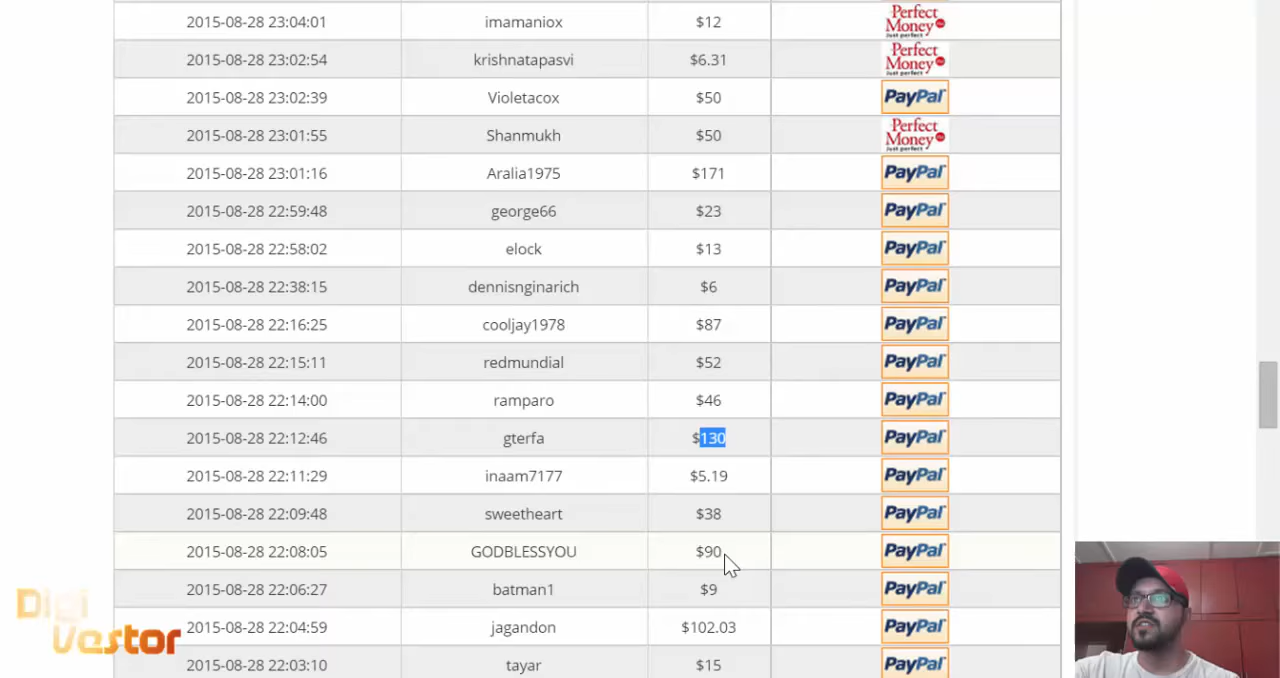 2015-08-28 23:04:01 imamaniox $12 Perfect Money Just perfect
2015-08-28 23:02:54 krishnatapasvi $6.31 Perfect Money Just perfect
2015-08-28 23:02:39 Violetacox $50 PayPal
2015-08-28 23:01:55 Shanmukh $50 Perfect Money Just perfect
2015-08-28 23:01:16 Aralia1975 $171 PayPal
2015-08-28 22:59:48 george66 $23 PayPal
2015-08-28 22:58:02 elock $13 PayPal
2015-08-28 22:38:15 dennisnginarich $6 PayPal
2015-08-28 22:16:25 cooljay1978 $87 PayPal
2015-08-28 22:15:11 redmundial $52 PayPal
2015-08-28 22:14:00 ramparo $46 PayPal
2015-08-28 22:12:46 gterfa $130 PayPal
2015-08-28 22:11:29 inaam7177 $5.19 PayPal
2015-08-28 22:09:48 sweetheart $38 PayPal
2015-08-28 22:08:05 GODBLESSYOU $90 PayPal
2015-08-28 22:06:27 batman1 $9 PayPal
2015-08-28 22:04:59 jagandon $102.03 PayPal
2015-08-28 22:03:10 tayar $15 PayPal
Digi
Vestor